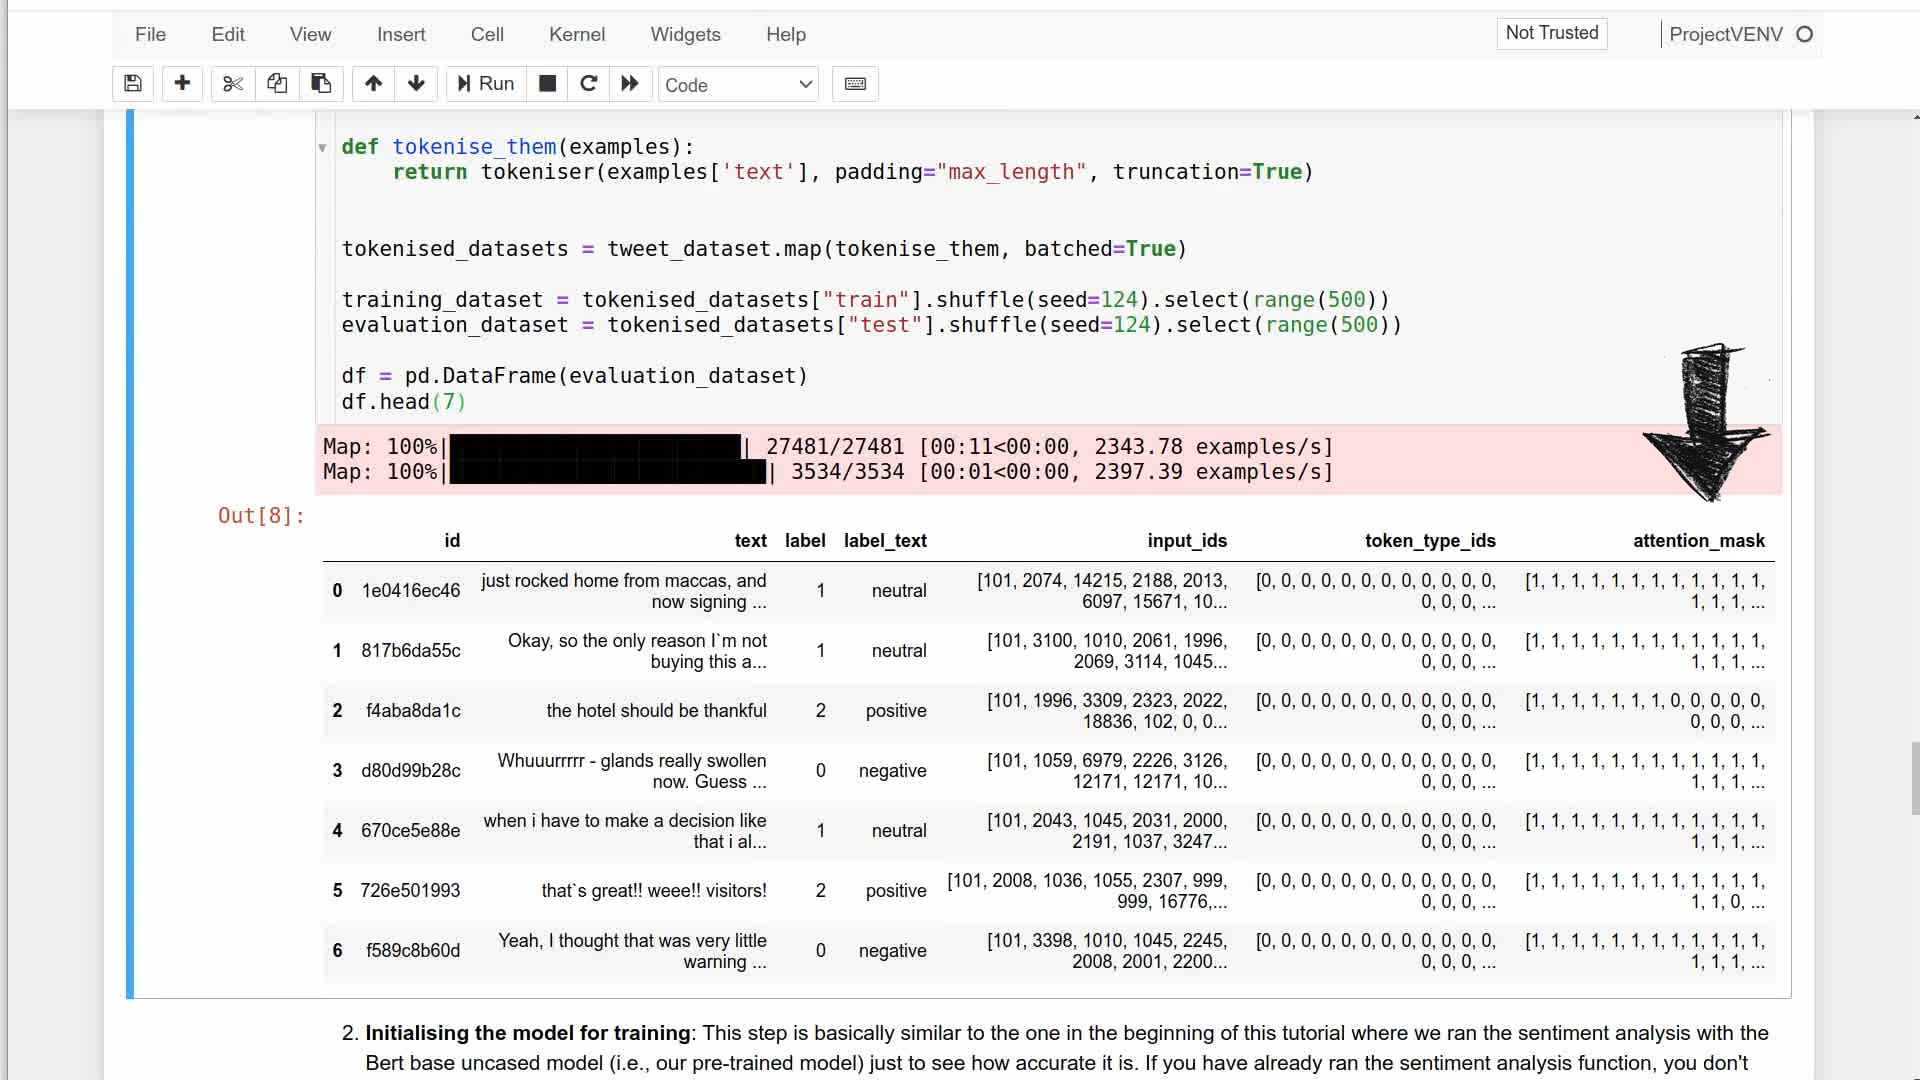 File Edit View Insert Cell Kernel Widgets Help Not Trusted ProjectVENV
Run Code
def tokenise_them(examples):
    return tokeniser(examples['text'], padding="max_length", truncation=True)
tokenised_datasets = tweet_dataset.map(tokenise_them, batched=True)
training_dataset = tokenised_datasets["train"].shuffle(seed=124).select(range(500))
evaluation_dataset = tokenised_datasets["test"].shuffle(seed=124).select(range(500))
df = pd.DataFrame(evaluation_dataset)
df.head(7)
Map: 100%| | 27481/27481 [00:11<00:00, 2343.78 examples/s]
Map: 100%| | 3534/3534 [00:01<00:00, 2397.39 examples/s]
Out[8]:
id text label label_text input_ids token_type_ids attention_mask
0 1e0416ec46 just rocked home from maccas, and 1 neutral [101, 2074, 14215, 2188, 2013, [0, 0, 0, 0, 0, 0, 0, 0, 0, 0, 0, 0, [1, 1, 1, 1, 1, 1, 1, 1, 1, 1, 1, 1,
now signing ... 6097, 15671, 10... 0, 0, 0, ... 1, 1, 1, ...
1 817b6da55c Okay, so the only reason I`m not 1 neutral [101, 3100, 1010, 2061, 1996, [0, 0, 0, 0, 0, 0, 0, 0, 0, 0, 0, 0, [1, 1, 1, 1, 1, 1, 1, 1, 1, 1, 1, 1,
buying this a... 2069, 3114, 1045... 0, 0, 0, ... 1, 1, 1, ...
2 f4aba8da1c the hotel should be thankful 2 positive [101, 1996, 3309, 2323, 2022, [0, 0, 0, 0, 0, 0, 0, 0, 0, 0, 0, 0, [1, 1, 1, 1, 1, 1, 1, 0, 0, 0, 0, 0,
18836, 102, 0, 0... 0, 0, 0, ... 0, 0, 0, ...
3 d80d99b28c Whuuurrrrr - glands really swollen 0 negative [101, 1059, 6979, 2226, 3126, [0, 0, 0, 0, 0, 0, 0, 0, 0, 0, 0, 0, [1, 1, 1, 1, 1, 1, 1, 1, 1, 1, 1, 1,
now. Guess ... 12171, 12171, 10... 0, 0, 0, ... 1, 1, 1, ...
4 670ce5e88e when i have to make a decision like 1 neutral [101, 2043, 1045, 2031, 2000, [0, 0, 0, 0, 0, 0, 0, 0, 0, 0, 0, 0, [1, 1, 1, 1, 1, 1, 1, 1, 1, 1, 1, 1,
that i al... 2191, 1037, 3247... 0, 0, 0, ... 1, 1, 1, ...
5 726e501993 that`s great!! weee!! visitors! 2 positive [101, 2008, 1036, 1055, 2307, 999, [0, 0, 0, 0, 0, 0, 0, 0, 0, 0, 0, 0, [1, 1, 1, 1, 1, 1, 1, 1, 1, 1, 1, 1,
999, 16776,... 0, 0, 0, ... 1, 1, 0, ...
6 f589c8b60d Yeah, I thought that was very little 0 negative [101, 3398, 1010, 1045, 2245, [0, 0, 0, 0, 0, 0, 0, 0, 0, 0, 0, 0, [1, 1, 1, 1, 1, 1, 1, 1, 1, 1, 1, 1,
warning ... 2008, 2001, 2200... 0, 0, 0, ... 1, 1, 1, ...
2. Initialising the model for training: This step is basically similar to the one in the beginning of this tutorial where we ran the sentiment analysis with the
Bert base uncased model (i.e., our pre-trained model) just to see how accurate it is. If you have already ran the sentiment analysis function, you don't